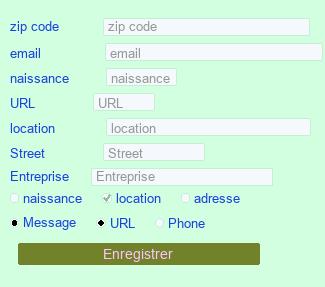 zip code zip code
email email
naissance naissance
URL URL
location location
Street Street
Entreprise Entreprise
naissance location adresse
Message URL Phone
Enregistrer